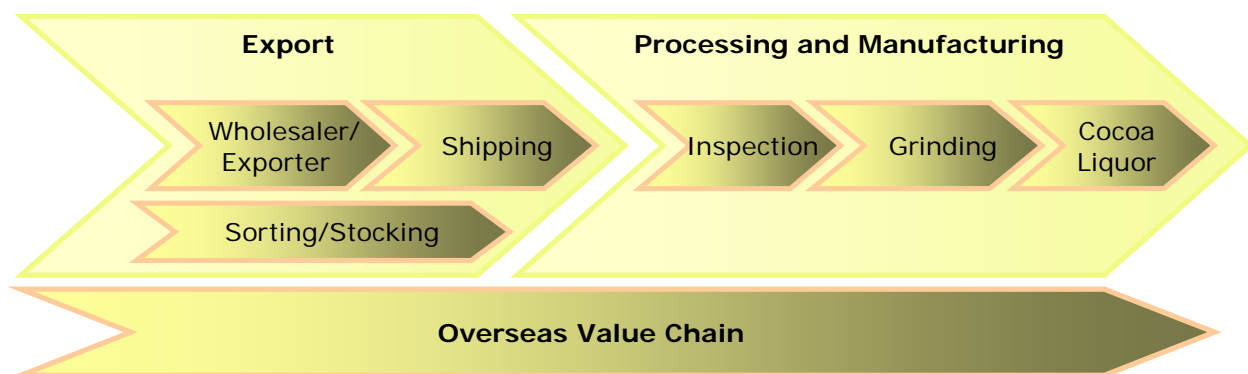 Export
Wholesaler/
Exporter
Shipping
Sorting/Stocking
Processing and Manufacturing
Inspection
Grinding
Cocoa
Liquor
Overseas Value Chain